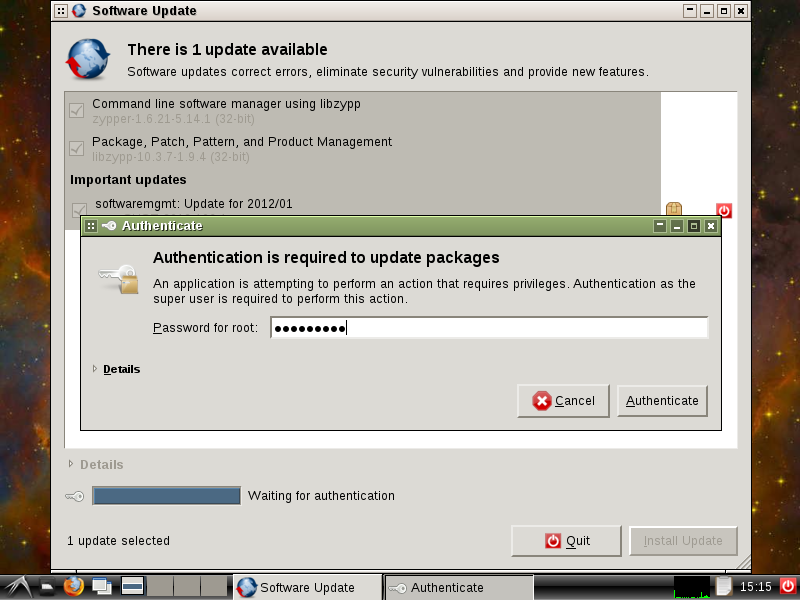 Software Update
There is 1 update available
Software updates correct errors, eliminate security vulnerabilities and provide new features.
Command line software manager using libzypp
zypper-1.6.21-5.14.1 (32-bit)
Package, Patch, Pattern, and Product Management
libzypp-10.3.7-1.9.4 (32-bit)
Important updates
softwaremgmt: Update for 2012/01
Authenticate
Authentication is required to update packages
An application is attempting to perform an action that requires privileges. Authentication as the
super user is required to perform this action.
Password for root: ●●●●●●●●●
Details
Cancel
Authenticate
Details
Waiting for authentication
1 update selected
Quit
Install Update
Software Update
Authenticate
15:15